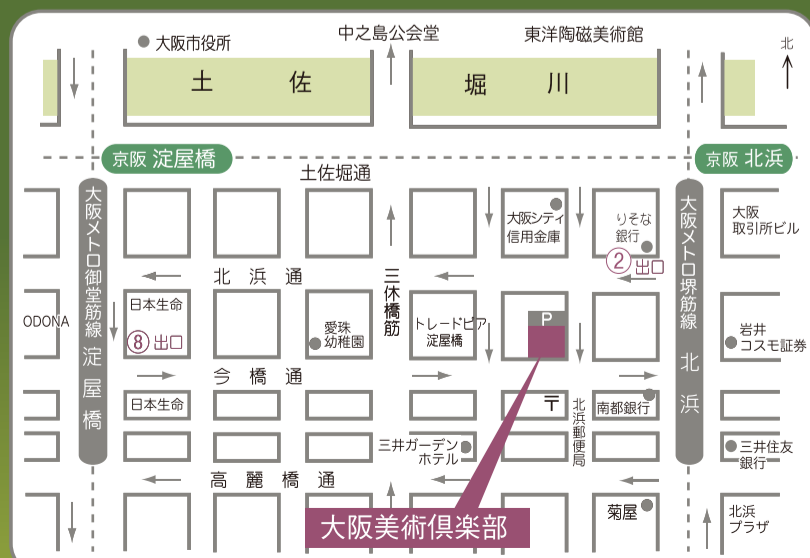 大阪市役所
中之島公会堂
東洋陶磁美術館
北
土佐堀川
京阪 淀屋橋
京阪 北浜
土佐堀通
大阪メトロ御堂筋線 淀屋橋
大阪メトロ堺筋線 北浜
大阪シティ
信用金庫
りそな
銀行
② 出口
大阪
取引所ビル
北浜通
三休橋筋
ODONA
日本生命
⑧ 出口
愛珠
幼稚園
トレードピア
淀屋橋
P
岩井
コスモ証券
今橋通
日本生命
〒
北浜郵便局
南都銀行
三井ガーデン
ホテル
三井住友
銀行
高麗橋通
大阪美術倶楽部
菊屋
北浜
プラザ